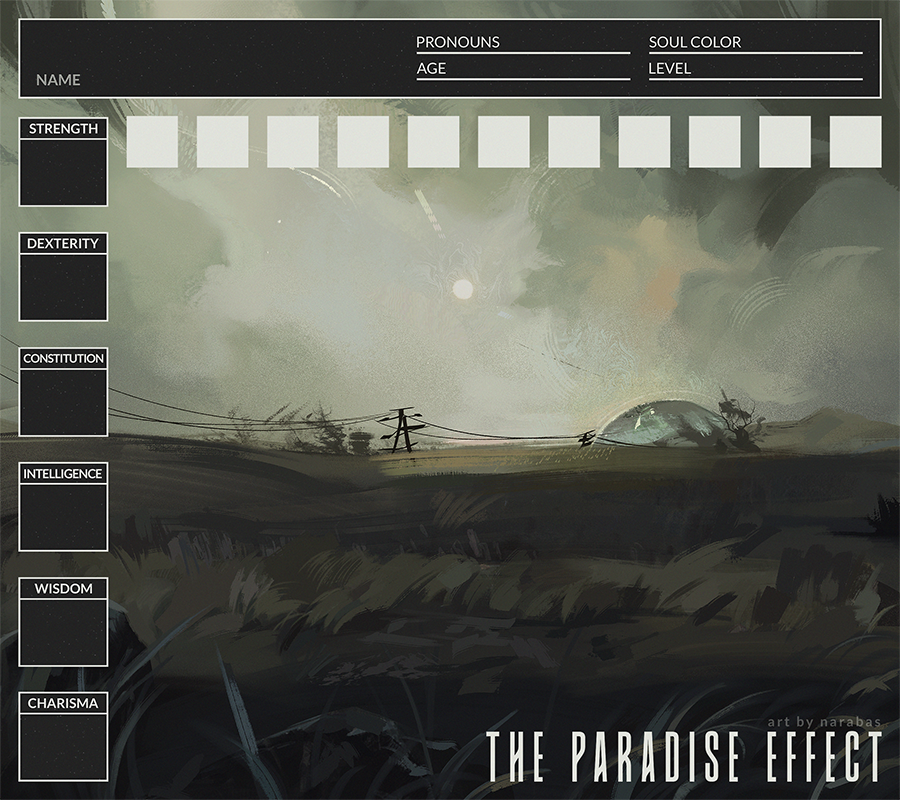 PRONOUNS
SOUL COLOR
NAME
AGE
LEVEL
STRENGTH
DEXTERITY
CONSTITUTION
INTELLIGENCE
WISDOM
CHARISMA
art by narabas
THE PARADISE EFFECT